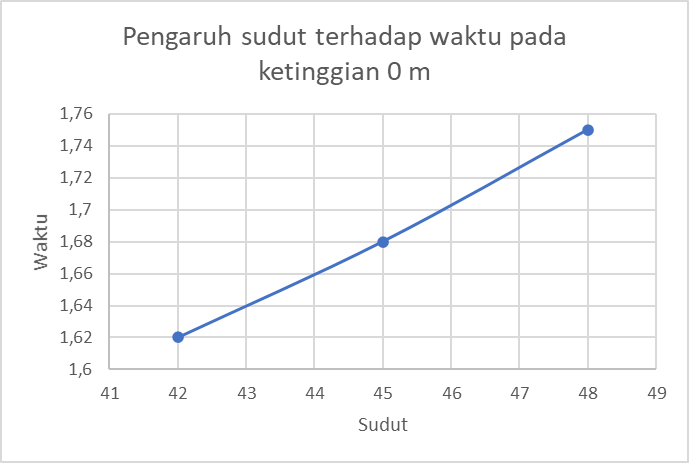 Pengaruh sudut terhadap waktu pada
ketinggian 0 m
1,76
1,74
1,72
1,7
1,68
1,66
1,64
1,62
1,6
Waktu
41 42 43 44 45 46 47 48 49
Sudut